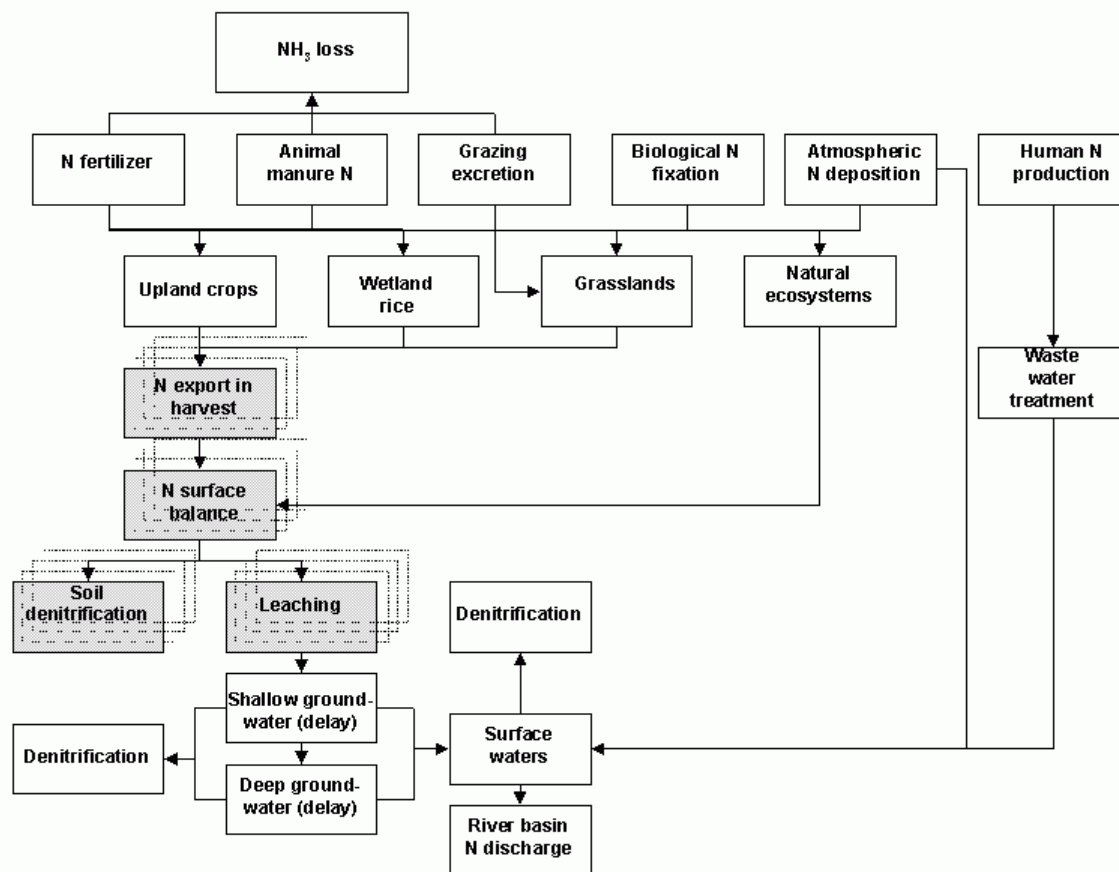 NH₃ loss
N fertilizer
Animal
manure N
Grazing
excretion
Biological N
fixation
Atmospheric
N deposition
Human N
production
Upland crops
Wetland
rice
Grasslands
Natural
ecosystems
N export in
harvest
Waste
water
treatment
N surface
balance
Soil
denitrification
Leaching
Denitrification
Shallow ground-
water (delay)
Denitrification
Surface
waters
Deep ground-
water (delay)
River basin
N discharge